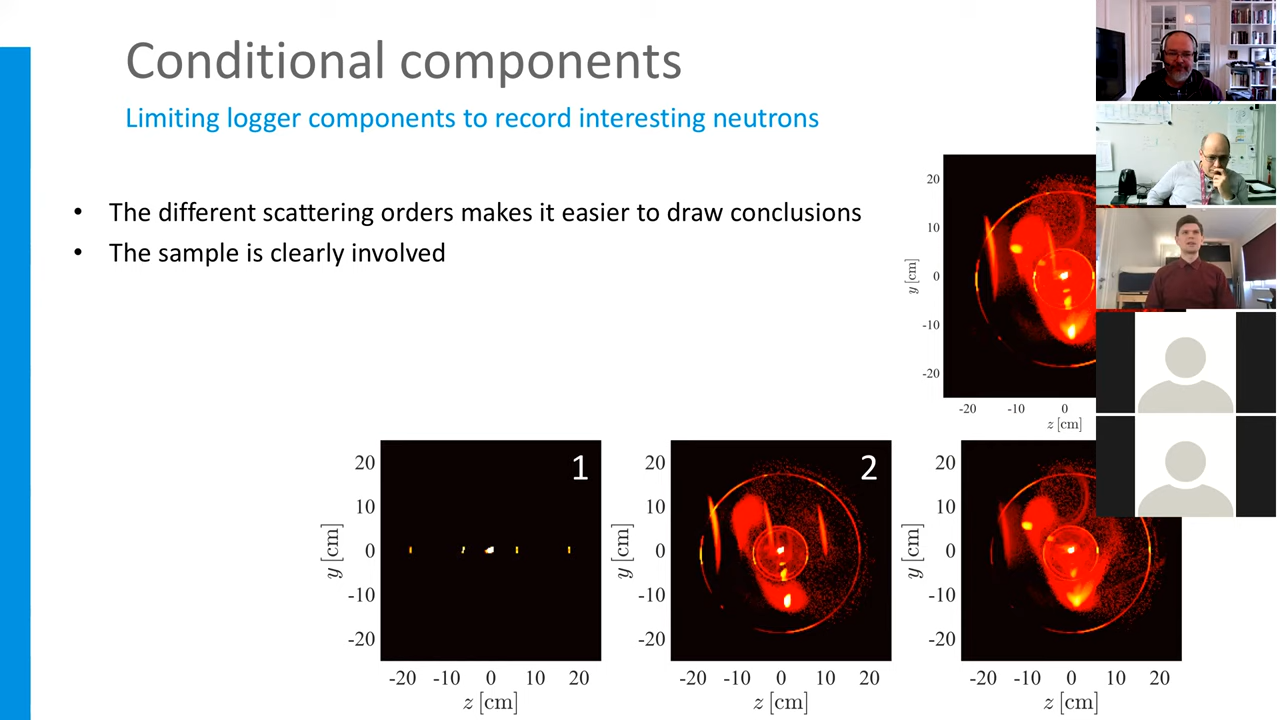 Conditional components
Limiting logger components to record interesting neutrons
• The different scattering orders makes it easier to draw conclusions
• The sample is clearly involved
20
10
0
-10
-20
y [cm]
-20 -10 0
z [cm]
1
20
10
0
-10
-20
y [cm]
-20 -10 0 10 20
z [cm]
2
20
10
0
-10
-20
y [cm]
-20 -10 0 10 20
z [cm]
20
10
0
-10
-20
y [cm]
-20 -10 0 10 20
z [cm]